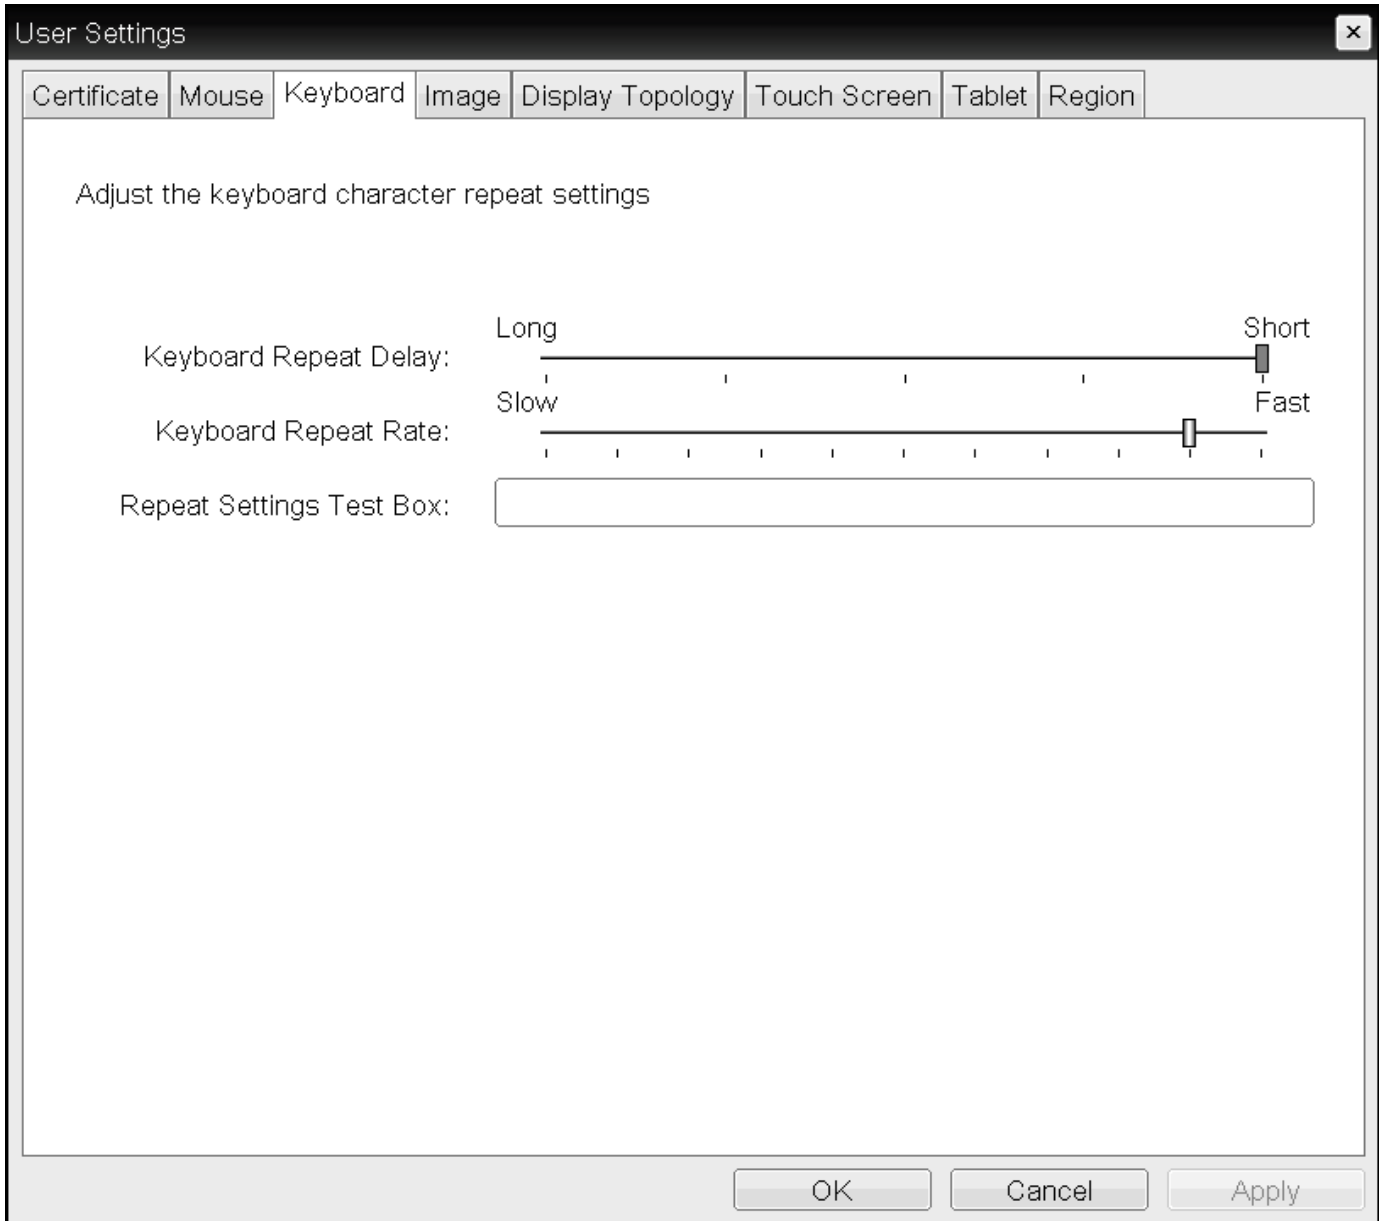 User Settings
Certificate Mouse Keyboard Image Display Topology Touch Screen Tablet Region
Adjust the keyboard character repeat settings
Long Short
Keyboard Repeat Delay:
Slow Fast
Keyboard Repeat Rate:
Repeat Settings Test Box:
OK Cancel Apply